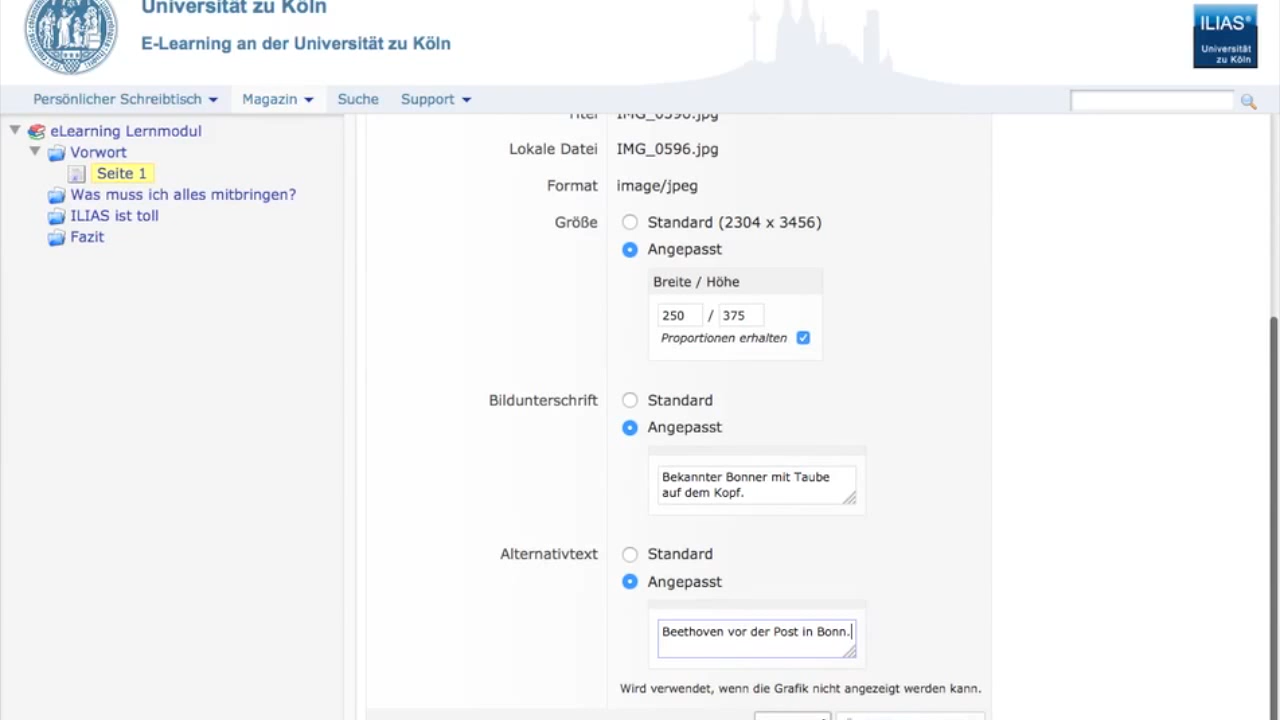 Universität zu Köln
E-Learning an der Universität zu Köln
ILIAS®
Universität
zu Köln
Persönlicher Schreibtisch
Magazin
Suche
Support
eLearning Lernmodul
Vorwort
Seite 1
Was muss ich alles mitbringen?
ILIAS ist toll
Fazit
Titel IMG_0596.jpg
Lokale Datei IMG_0596.jpg
Format image/jpeg
Größe Standard (2304 x 3456)
Angepasst
Breite / Höhe
250 / 375
Proportionen erhalten
Bildunterschrift Standard
Angepasst
Bekannter Bonner mit Taube
auf dem Kopf.
Alternativtext Standard
Angepasst
Beethoven vor der Post in Bonn.
Wird verwendet, wenn die Grafik nicht angezeigt werden kann.